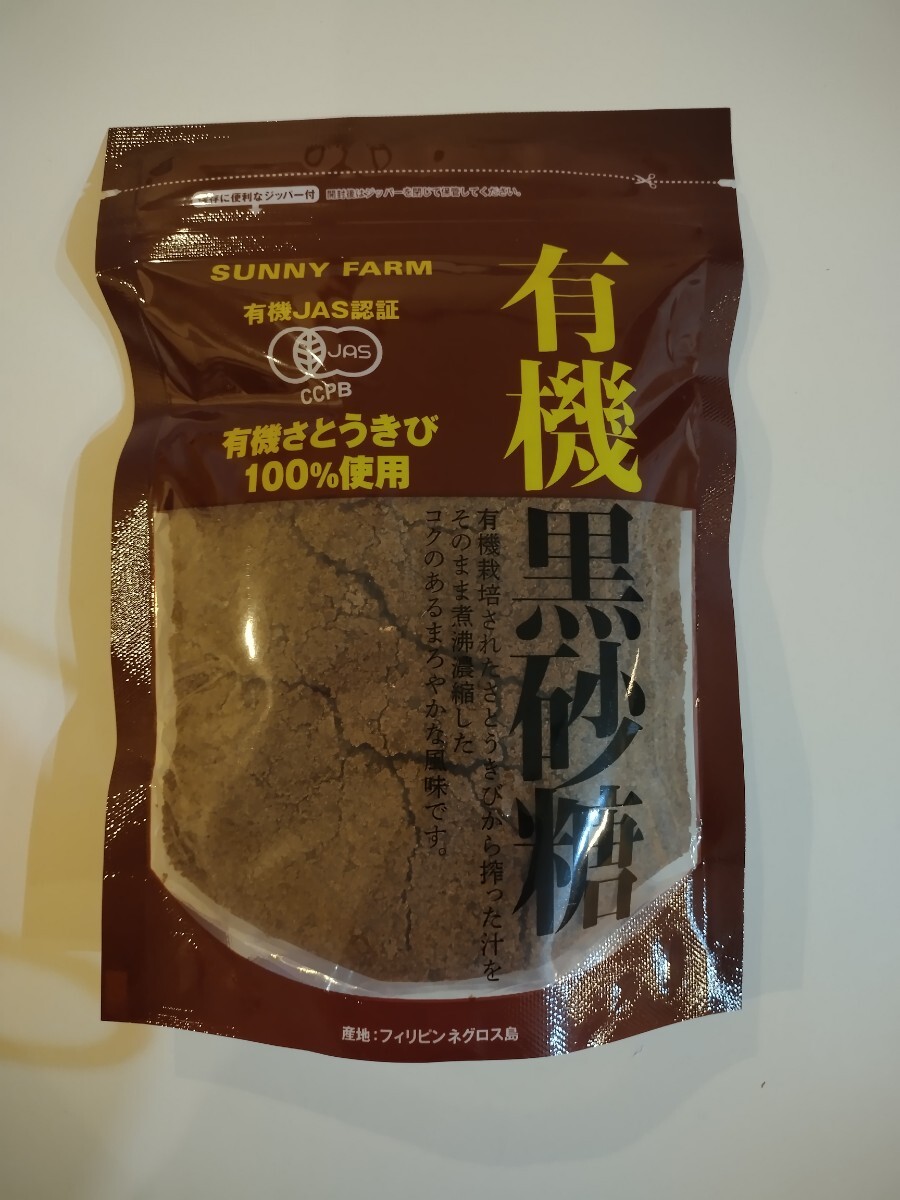 保存に便利なジッパー付 開封後はジッパーを閉じて保管してください。
SUNNY FARM
有機JAS認証
JAS
CCPB
有機さとうきび
100%使用
有機黒砂糖
有機栽培されたさとうきびから搾った汁を
そのまま煮沸濃縮した
コクのあるまろやかな風味です。
産地:フィリピンネグロス島